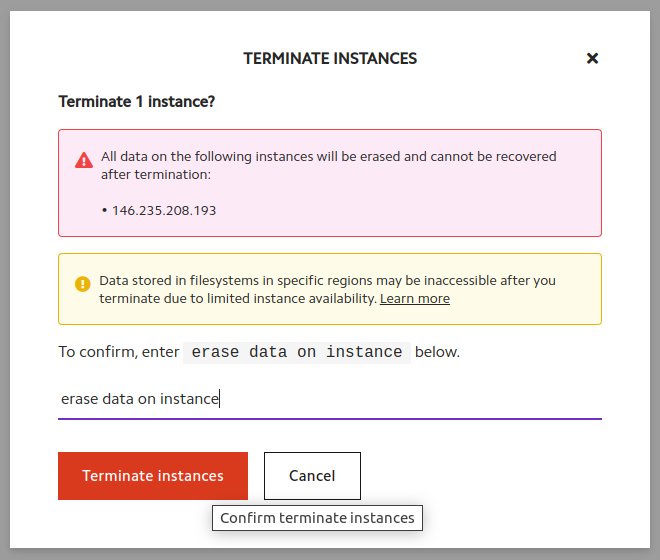 TERMINATE INSTANCES
Terminate 1 instance?
All data on the following instances will be erased and cannot be recovered
after termination:
• 146.235.208.193
Data stored in filesystems in specific regions may be inaccessible after you
terminate due to limited instance availability. Learn more
To confirm, enter erase data on instance below.
erase data on instance
Terminate instances Cancel
Confirm terminate instances